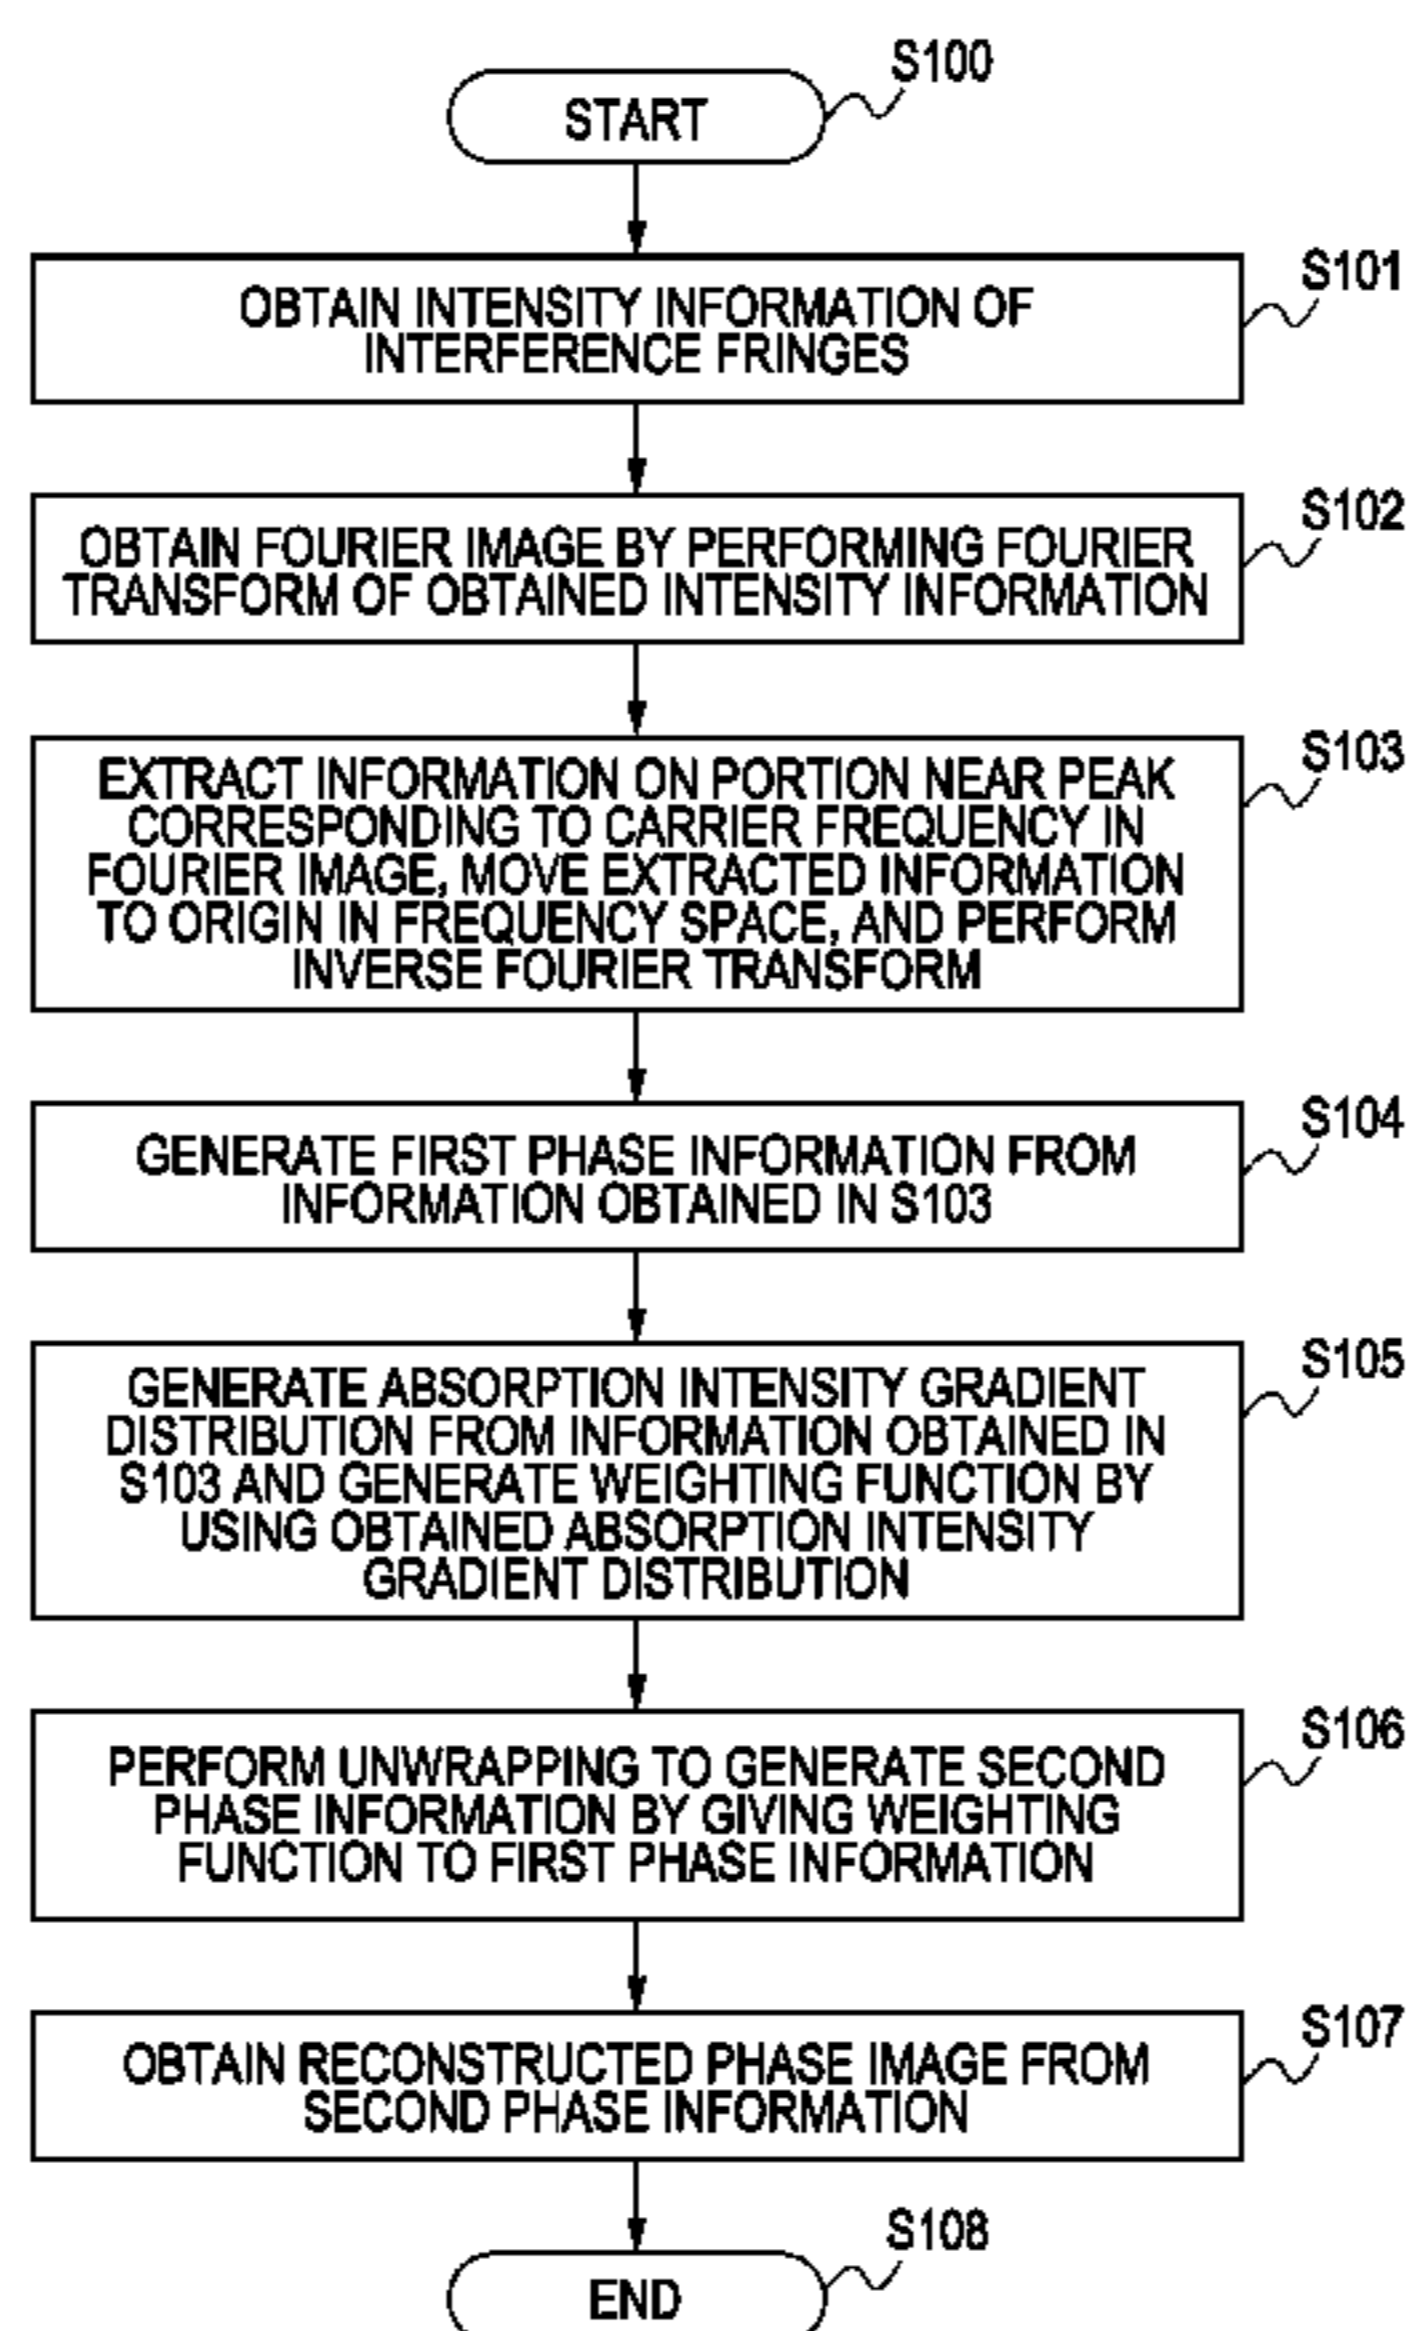 S100
START
S101
OBTAIN INTENSITY INFORMATION OF
INTERFERENCE FRINGES
S102
OBTAIN FOURIER IMAGE BY PERFORMING FOURIER
TRANSFORM OF OBTAINED INTENSITY INFORMATION
S103
EXTRACT INFORMATION ON PORTION NEAR PEAK
CORRESPONDING TO CARRIER FREQUENCY IN
FOURIER IMAGE, MOVE EXTRACTED INFORMATION
TO ORIGIN IN FREQUENCY SPACE, AND PERFORM
INVERSE FOURIER TRANSFORM
S104
GENERATE FIRST PHASE INFORMATION FROM
INFORMATION OBTAINED IN S103
S105
GENERATE ABSORPTION INTENSITY GRADIENT
DISTRIBUTION FROM INFORMATION OBTAINED IN
S103 AND GENERATE WEIGHTING FUNCTION BY
USING OBTAINED ABSORPTION INTENSITY
GRADIENT DISTRIBUTION
S106
PERFORM UNWRAPPING TO GENERATE SECOND
PHASE INFORMATION BY GIVING WEIGHTING
FUNCTION TO FIRST PHASE INFORMATION
S107
OBTAIN RECONSTRUCTED PHASE IMAGE FROM
SECOND PHASE INFORMATION
S108
END